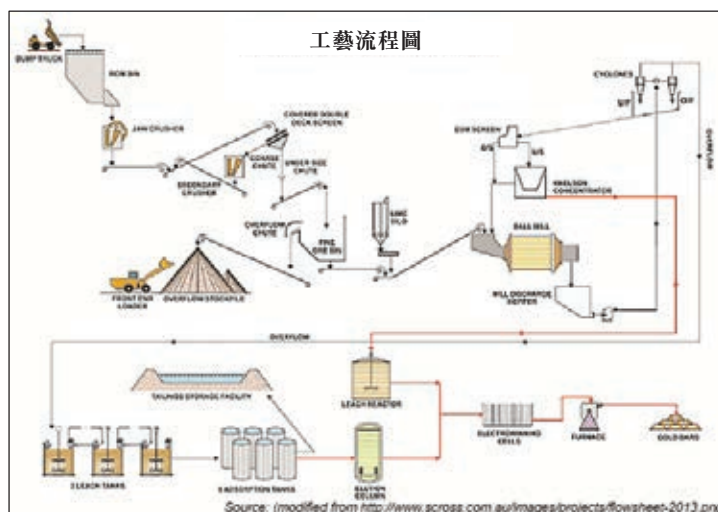 工藝流程圖
DUMP TRUCK
ROM BIN
JAW CRUSHER
COVERED DOUBLE
DECK SCREEN
COARSE
CHUTE
UNDER SIZE
CHUTE
SECONDARY
CRUSHER
OVERFLOW
CHUTE
FINE
ORE BIN
LIME
SILO
CYCLONES
U/F
O/F
OVERFLOW
O/S
U/S
KNELSON
CONCENTRATOR
BALL MILL
MILL DISCHARGE
HOPPER
FRONT END
LOADER
OVERFLOW STOCKPILE
OVERFLOW
TAILINGS STORAGE FACILITY
LEACH REACTOR
ELECTROWINNING
CELLS
FURNACE
GOLD BARS
3 LEACH TANKS
ADSORPTION TANKS
ELUTION
COLUMN
Source: (modified from http://www.scross.com.au/images/projects/flowsheet-2013.png